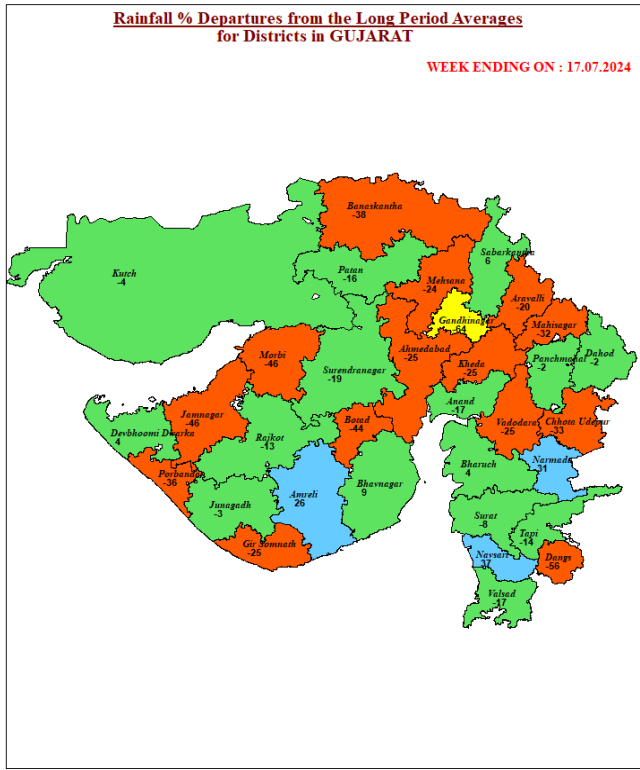 Rainfall % Departures from the Long Period Averages
for Districts in GUJARAT
WEEK ENDING ON : 17.07.2024
Banaskantha
-38
Sabarkantha
6
Kutch
-4
Patan
-16
Mehsana
-24
Aravalli
-20
Gandhinagar
-64
Mahisagar
-32
Morbi
-46
Ahmedabad
-25
Panchmahal
-2
Dahod
-2
Surendranagar
-19
Kheda
-25
Anand
-17
Jamnagar
-46
Botad
-44
Vadodara
-25
Chhota Udepur
-33
Devbhoomi Dwarka
4
Rajkot
-13
Narmada
31
Bharuch
4
Porbandar
-36
Amreli
26
Bhavnagar
9
Junagadh
-3
Surat
-8
Tapi
-14
Gir Somnath
-25
Navsari
37
Dangs
-56
Valsad
-17